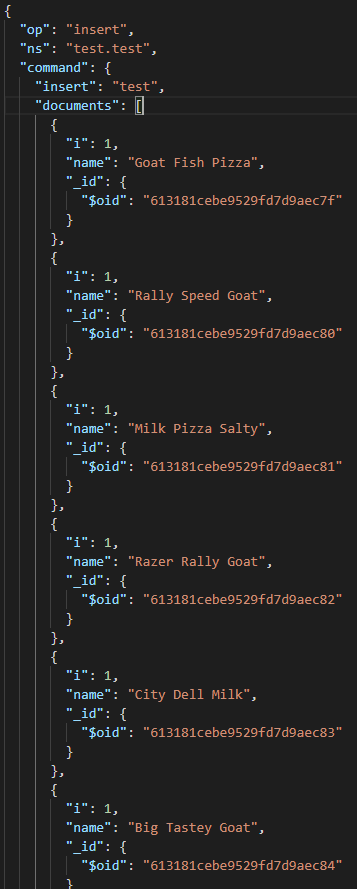 {
"op": "insert",
"ns": "test.test",
"command": {
"insert": "test",
"documents": [
{
"i": 1,
"name": "Goat Fish Pizza",
"_id": {
"$oid": "613181cebe9529fd7d9aec7f"
}
},
{
"i": 1,
"name": "Rally Speed Goat",
"_id": {
"$oid": "613181cebe9529fd7d9aec80"
}
},
{
"i": 1,
"name": "Milk Pizza Salty",
"_id": {
"$oid": "613181cebe9529fd7d9aec81"
}
},
{
"i": 1,
"name": "Razer Rally Goat",
"_id": {
"$oid": "613181cebe9529fd7d9aec82"
}
},
{
"i": 1,
"name": "City Dell Milk",
"_id": {
"$oid": "613181cebe9529fd7d9aec83"
}
},
{
"i": 1,
"name": "Big Tastey Goat",
"_id": {
"$oid": "613181cebe9529fd7d9aec84"
}